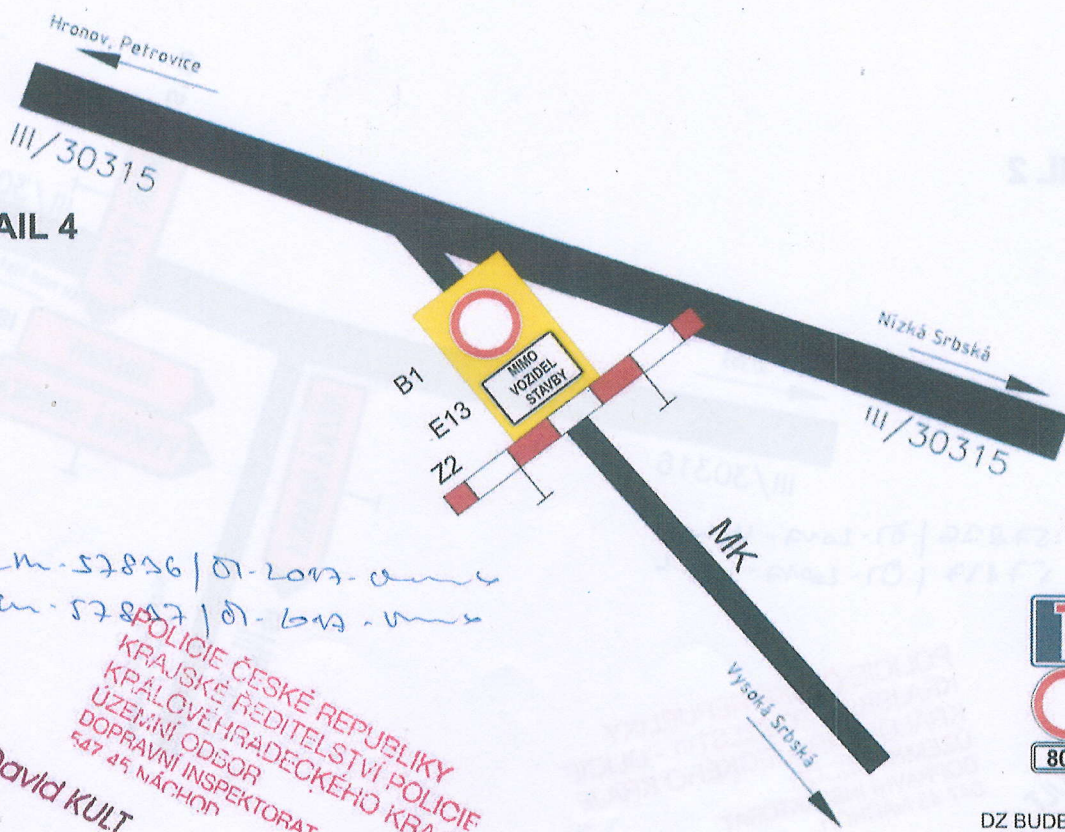 Hronov, Petrovice
III/30315
AIL 4
Nízká Srbská
III/30315
B1
E13
Z2
MIMO
VOZIDEL
STAVBY
MK
Vysoká Srbská
POLICIE ČESKÉ REPUBLIKY
KRAJSKÉ ŘEDITELSTVÍ POLICIE
KRÁLOVÉHRADECKÉHO KRA
ÚZEMNÍ ODBOR
DOPRAVNÍ INSPEKTORÁT
547 45 NÁCHOD
David KULT
80
DZ BUDE